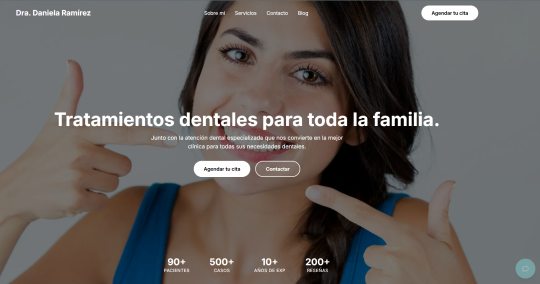 Dra. Daniela Ramírez
Sobre mi Servicios Contacto Blog
Agendar tu cita
Tratamientos dentales para toda la familia.
Junto con la atención dental especializada que nos convierte en la mejor
clínica para todas sus necesidades dentales.
Agendar tu cita Contactar
90+ 500+ 10+ 200+
PACIENTES CASOS AÑOS DE EXP RESEÑAS